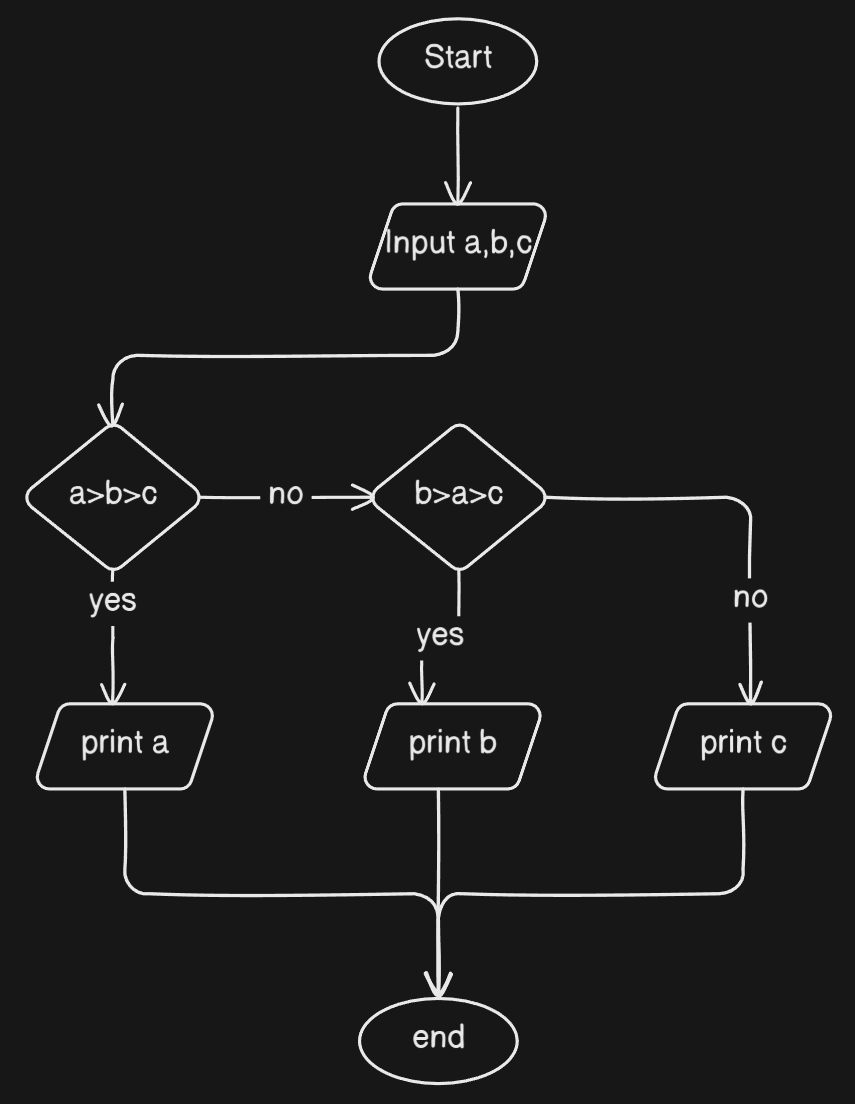 Start
Input a,b,c
a>b>c
no
b>a>c
yes
yes
no
print a
print b
print c
end